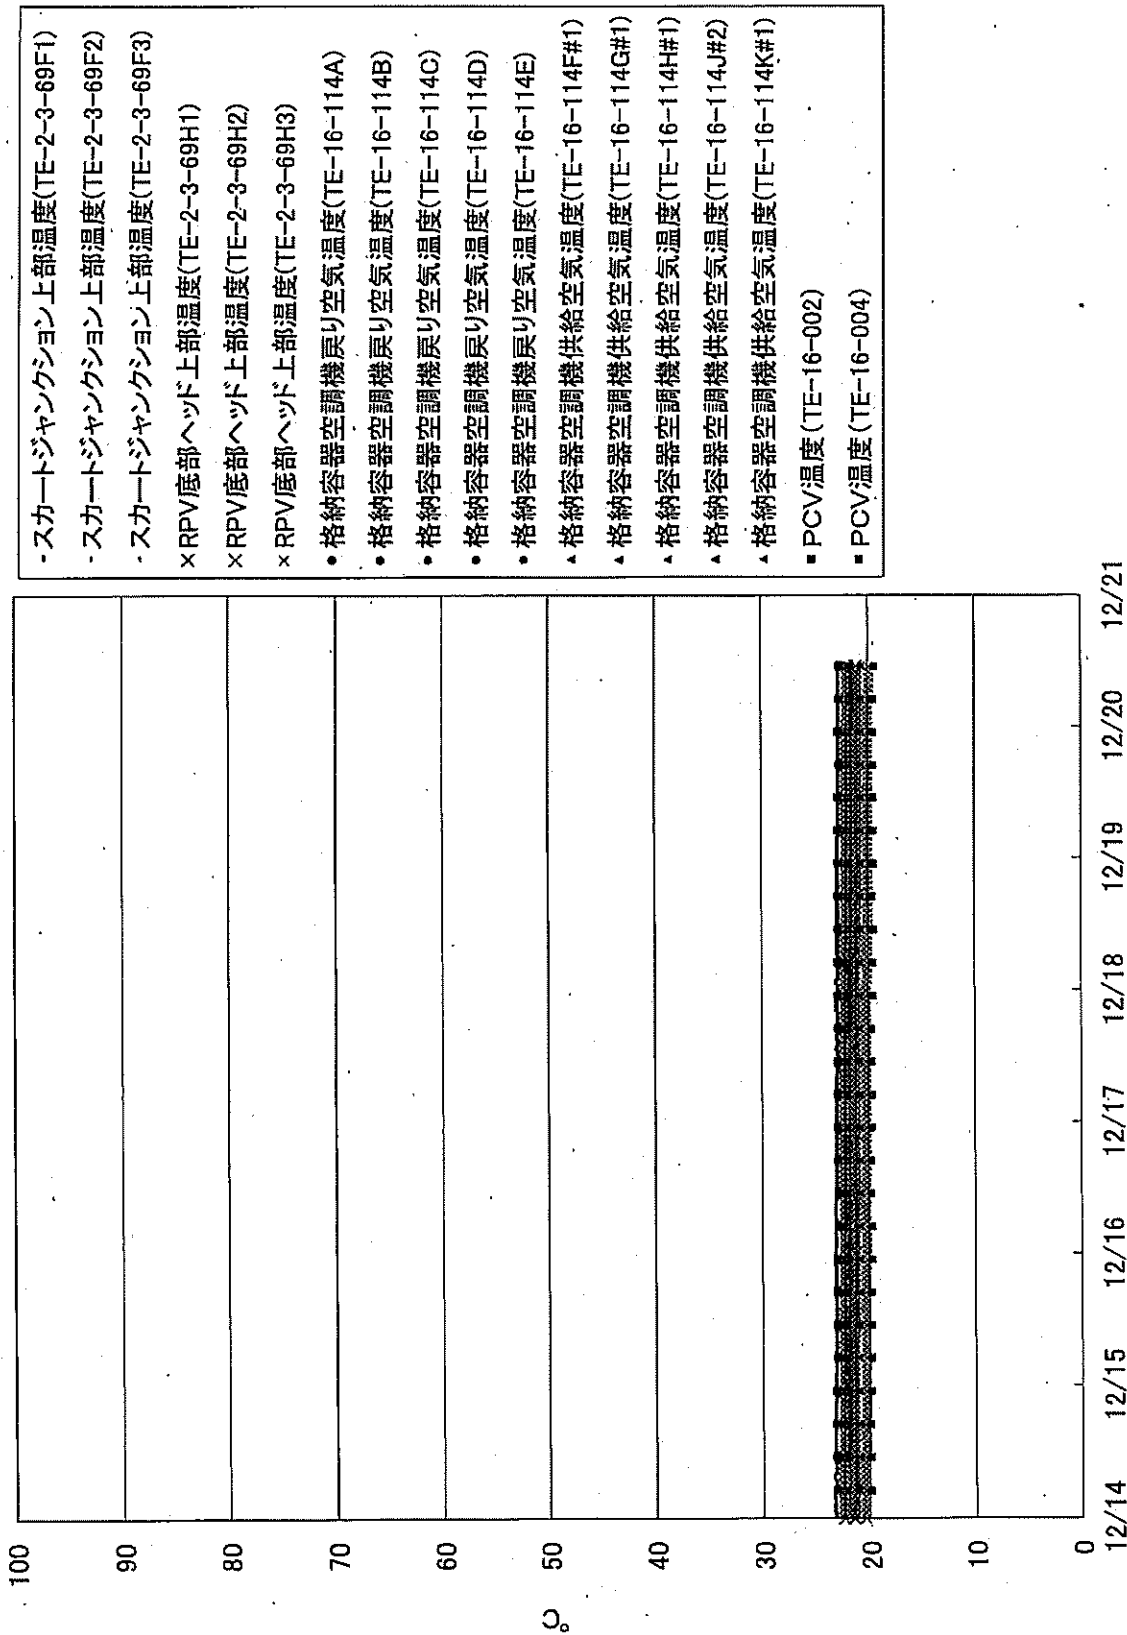 100
90
80
70
60
50
40
30
20
10
0
℃
12/14
12/15
12/16
12/17
12/18
12/19
12/20
12/21
-スカートジャンクション上部温度(TE-2-3-69F1)
-スカートジャンクション上部温度(TE-2-3-69F2)
-スカートジャンクション上部温度(TE-2-3-69F3)
×RPV底部ヘッド上部温度(TE-2-3-69H1)
×RPV底部ヘッド上部温度(TE-2-3-69H2)
×RPV底部ヘッド上部温度(TE-2-3-69H3)
●格納容器空調機戻り空気温度(TE-16-114A)
●格納容器空調機戻り空気温度(TE-16-114B)
●格納容器空調機戻り空気温度(TE-16-114C)
●格納容器空調機戻り空気温度(TE-16-114D)
●格納容器空調機戻り空気温度(TE-16-114E)
▲格納容器空調機供給空気温度(TE-16-114F#1)
▲格納容器空調機供給空気温度(TE-16-114G#1)
▲格納容器空調機供給空気温度(TE-16-114H#1)
▲格納容器空調機供給空気温度(TE-16-114J#2)
▲格納容器空調機供給空気温度(TE-16-114K#1)
■PCV温度(TE-16-002)
■PCV温度(TE-16-004)